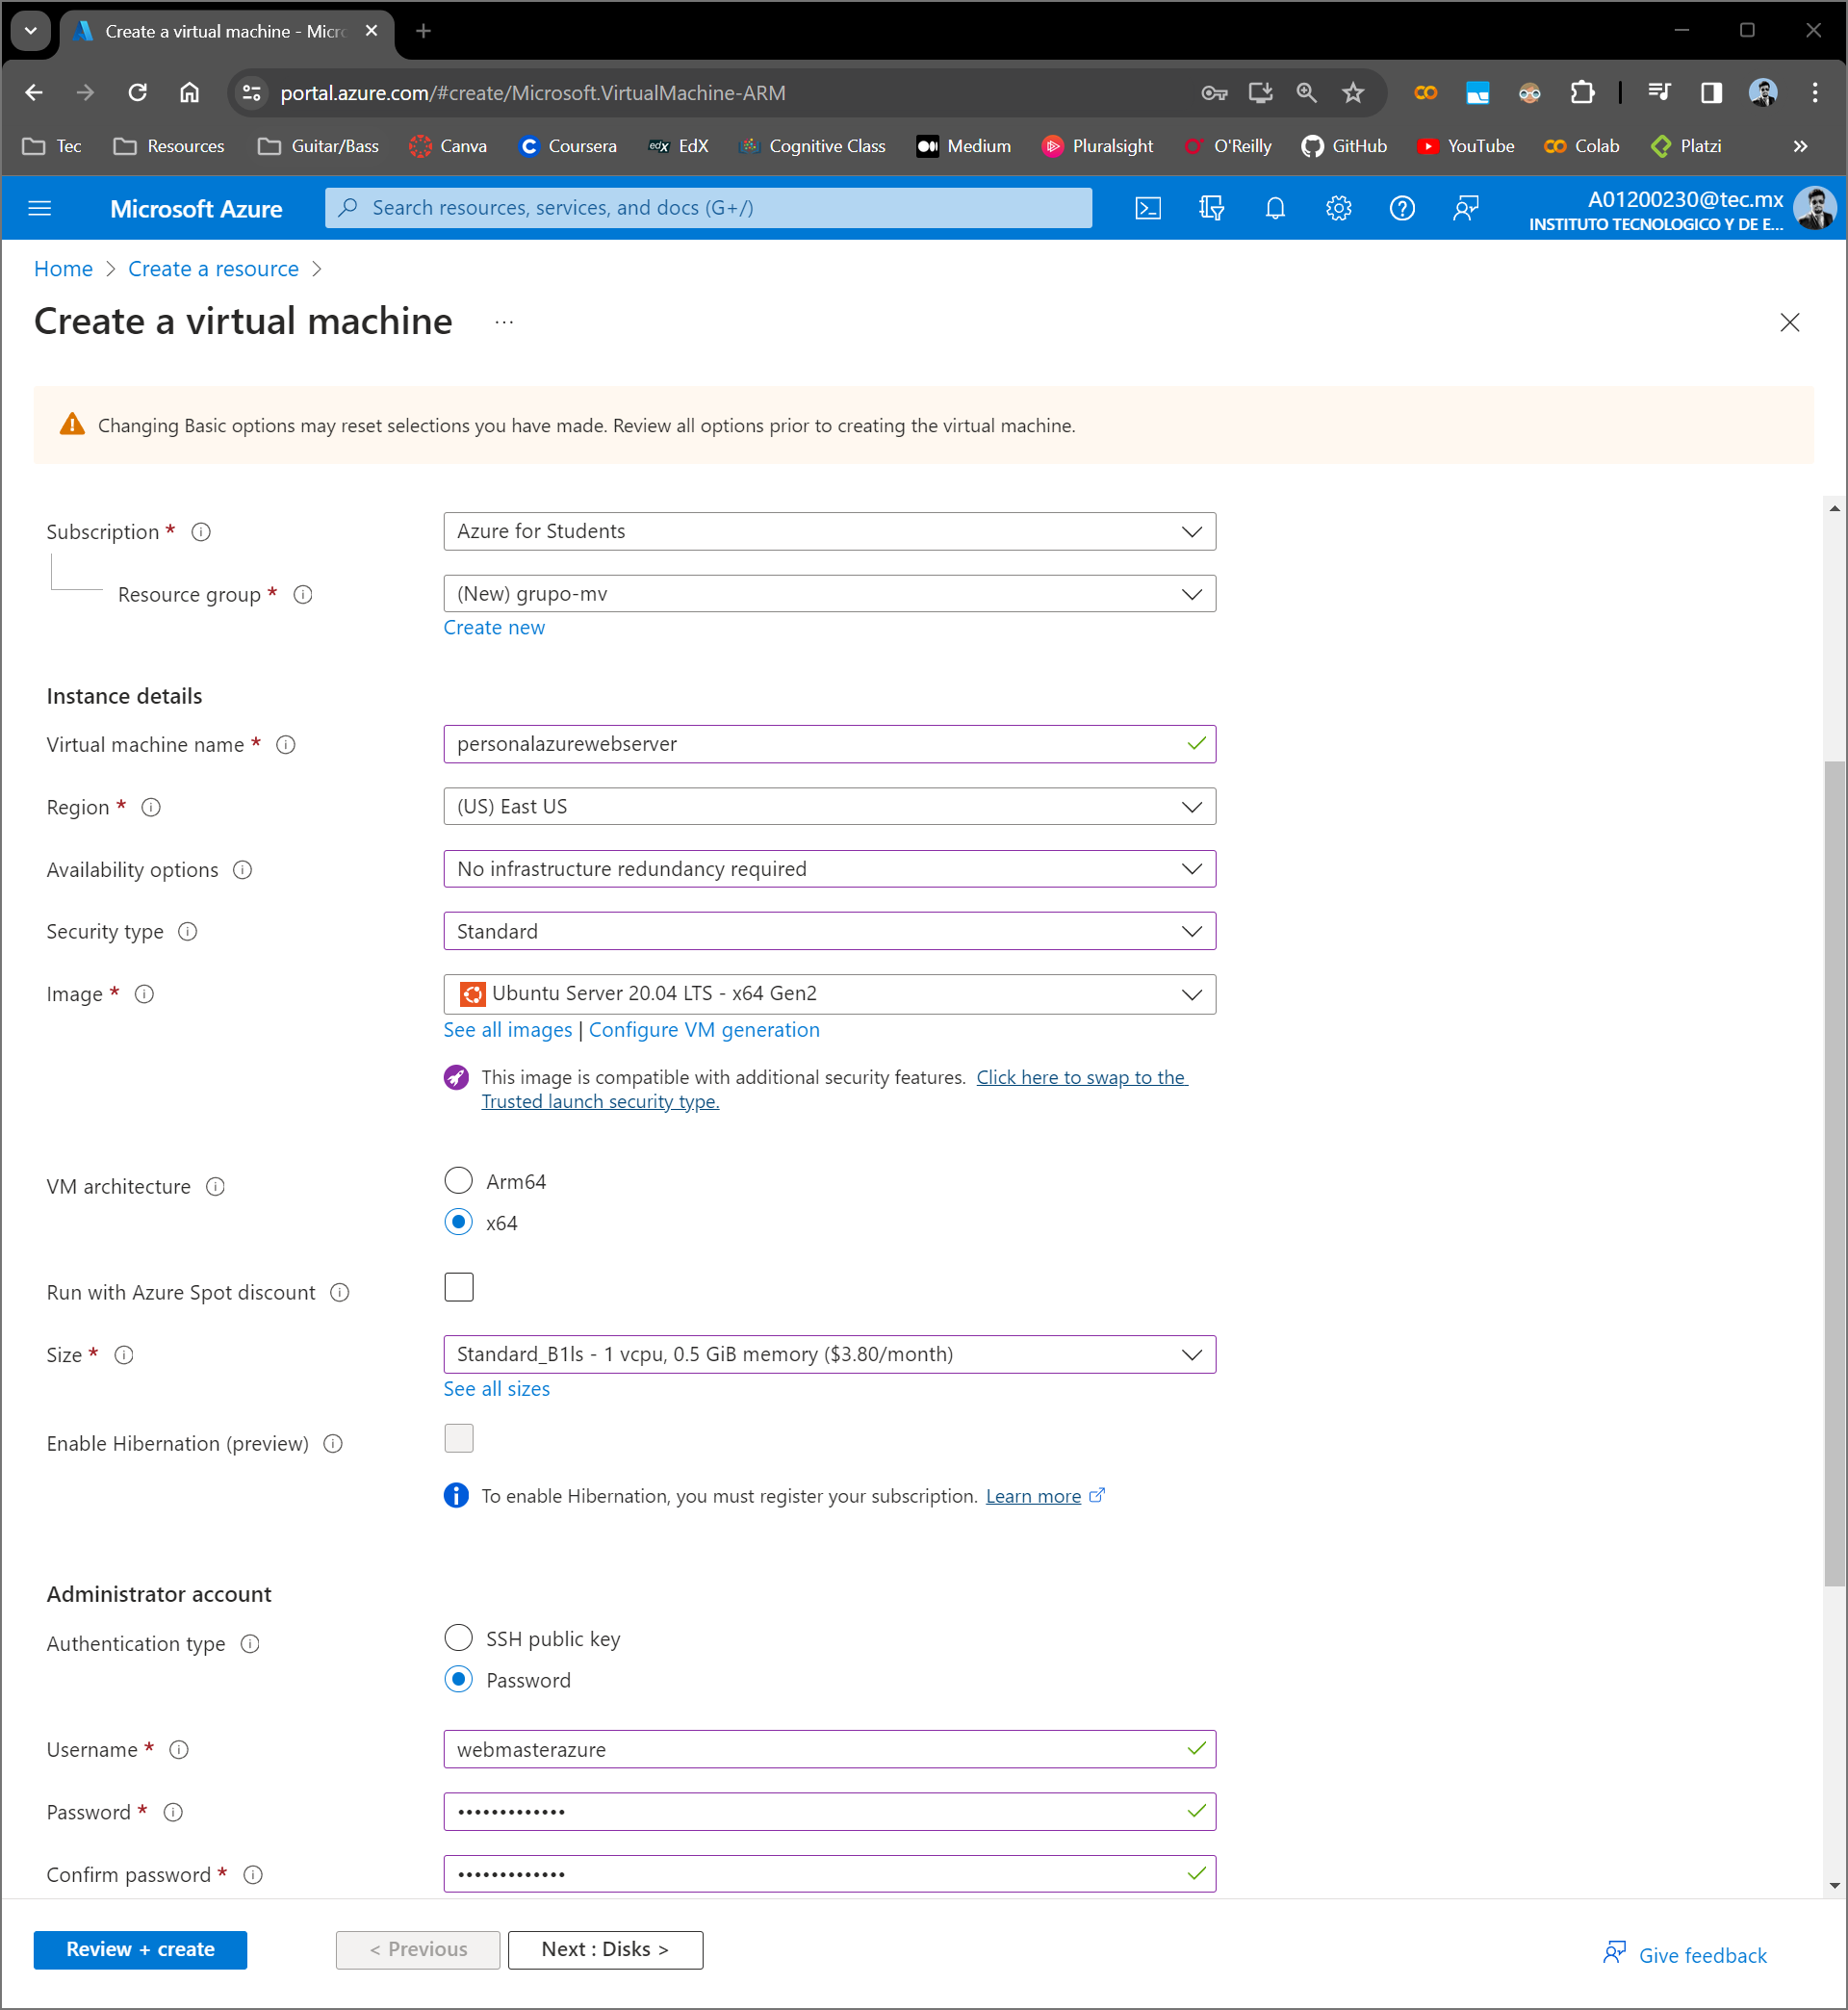 Create a virtual machine - Micr
portal.azure.com/#create/Microsoft.VirtualMachine-ARM
Tec Resources Guitar/Bass Canva Coursera EdX Cognitive Class Medium Pluralsight O'Reilly GitHub YouTube Colab Platzi
Microsoft Azure
Search resources, services, and docs (G+/)
A01200230@tec.mx
INSTITUTO TECNOLOGICO Y DE E...
Home > Create a resource >
Create a virtual machine ...
Changing Basic options may reset selections you have made. Review all options prior to creating the virtual machine.
Subscription * Azure for Students
Resource group * (New) grupo-mv
Create new
Instance details
Virtual machine name * personalazurewebserver
Region * (US) East US
Availability options No infrastructure redundancy required
Security type Standard
Image * Ubuntu Server 20.04 LTS - x64 Gen2
See all images | Configure VM generation
This image is compatible with additional security features. Click here to swap to the
Trusted launch security type.
VM architecture Arm64
x64
Run with Azure Spot discount
Size * Standard_B1ls - 1 vcpu, 0.5 GiB memory ($3.80/month)
See all sizes
Enable Hibernation (preview)
To enable Hibernation, you must register your subscription. Learn more
Administrator account
Authentication type SSH public key
Password
Username * webmasterazure
Password * •••••••••••••
Confirm password * •••••••••••••
Review + create < Previous Next : Disks > Give feedback